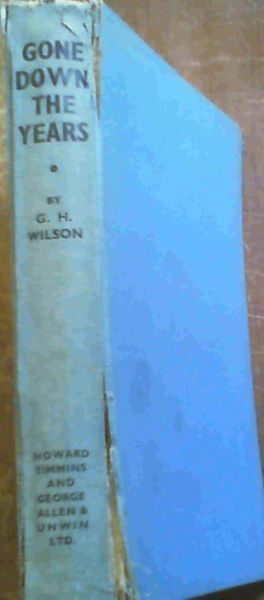 GONE
DOWN
THE
YEARS
•
BY
G. H.
WILSON
HOWARD
TIMMINS
AND
GEORGE
ALLEN &
UNWIN
LTD.